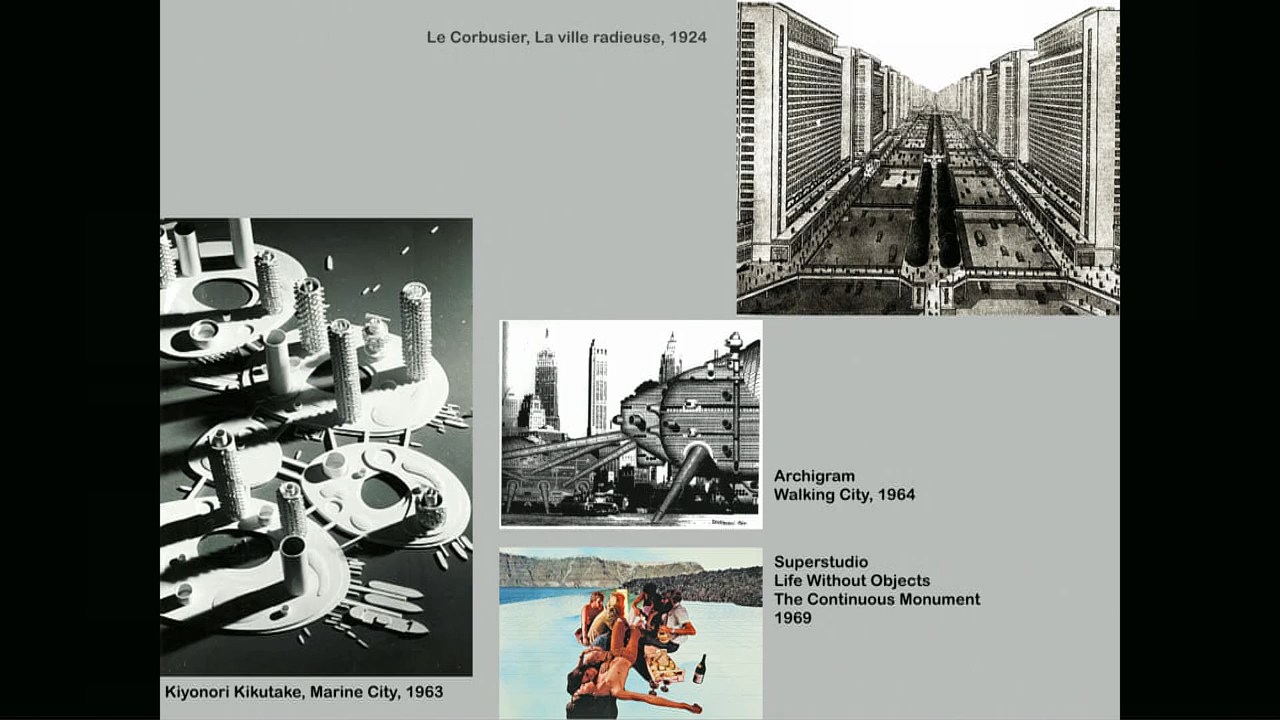 Le Corbusier, La ville radieuse, 1924
Archigram
Walking City, 1964
Superstudio
Life Without Objects
The Continuous Monument
1969
Kiyonori Kikutake, Marine City, 1963